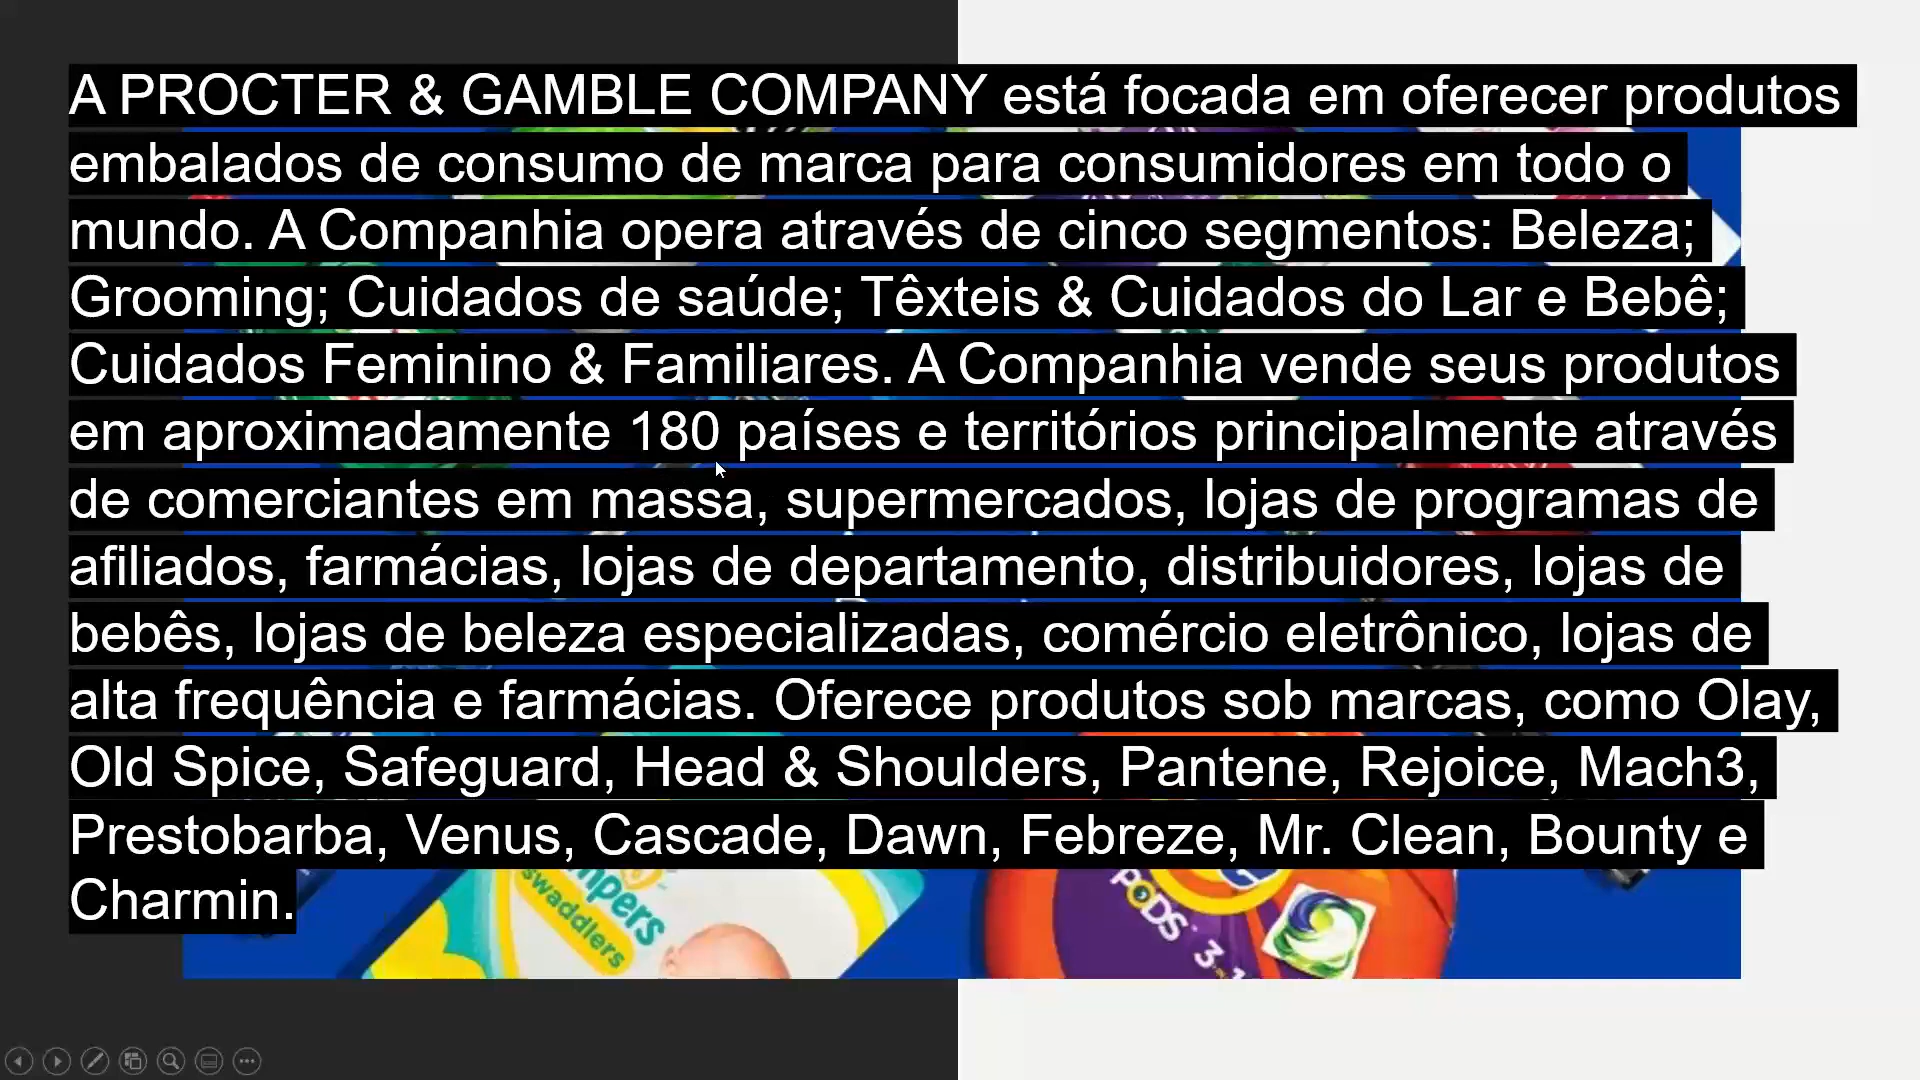 A PROCTER & GAMBLE COMPANY está focada em oferecer produtos
embalados de consumo de marca para consumidores em todo o
mundo. A Companhia opera através de cinco segmentos: Beleza;
Grooming; Cuidados de saúde; Têxteis & Cuidados do Lar e Bebê;
Cuidados Feminino & Familiares. A Companhia vende seus produtos
em aproximadamente 180 países e territórios principalmente através
de comerciantes em massa, supermercados, lojas de programas de
afiliados, farmácias, lojas de departamento, distribuidores, lojas de
bebês, lojas de beleza especializadas, comércio eletrônico, lojas de
alta frequência e farmácias. Oferece produtos sob marcas, como Olay,
Old Spice, Safeguard, Head & Shoulders, Pantene, Rejoice, Mach3,
Prestobarba, Venus, Cascade, Dawn, Febreze, Mr. Clean, Bounty e
Charmin.
swaddlers
PODS